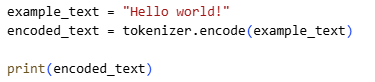 example_text = "Hello world!"
encoded_text = tokenizer.encode(example_text)
print(encoded_text)